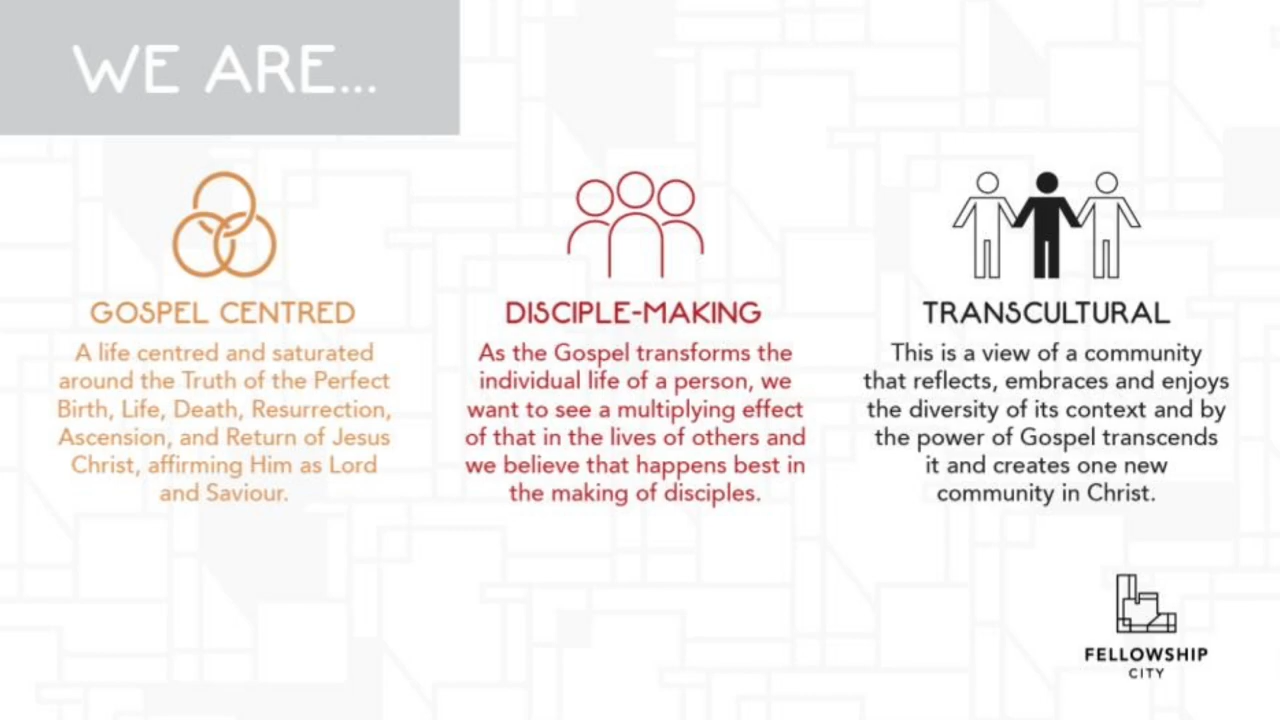 WE ARE...
GOSPEL CENTRED
A life centred and saturated
around the Truth of the Perfect
Birth, Life, Death, Resurrection,
Ascension, and Return of Jesus
Christ, affirming Him as Lord
and Saviour.
DISCIPLE-MAKING
As the Gospel transforms the
individual life of a person, we
want to see a multiplying effect
of that in the lives of others and
we believe that happens best in
the making of disciples.
TRANSCULTURAL
This is a view of a community
that reflects, embraces and enjoys
the diversity of its context and by
the power of Gospel transcends
it and creates one new
community in Christ.
FELLOWSHIP
CITY